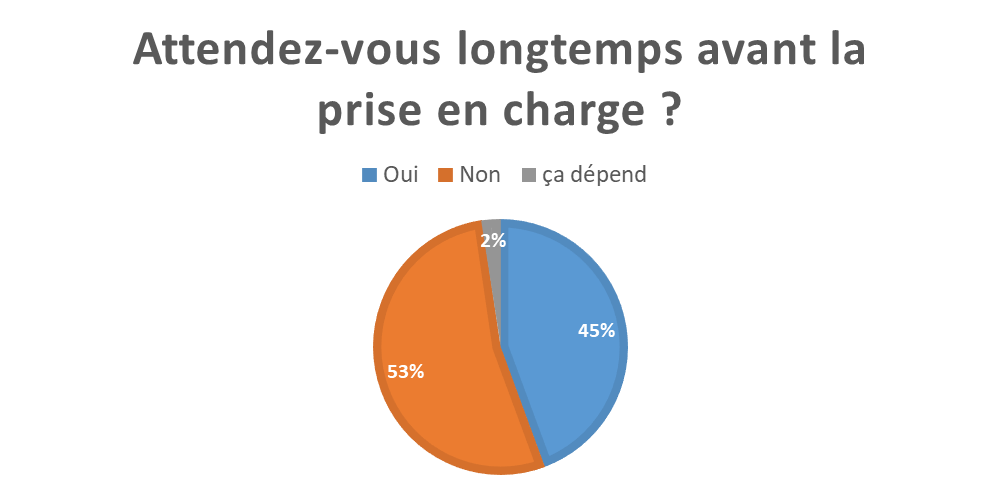 Attendez-vous longtemps avant la
prise en charge ?
Oui Non ça dépend
2%
45%
53%